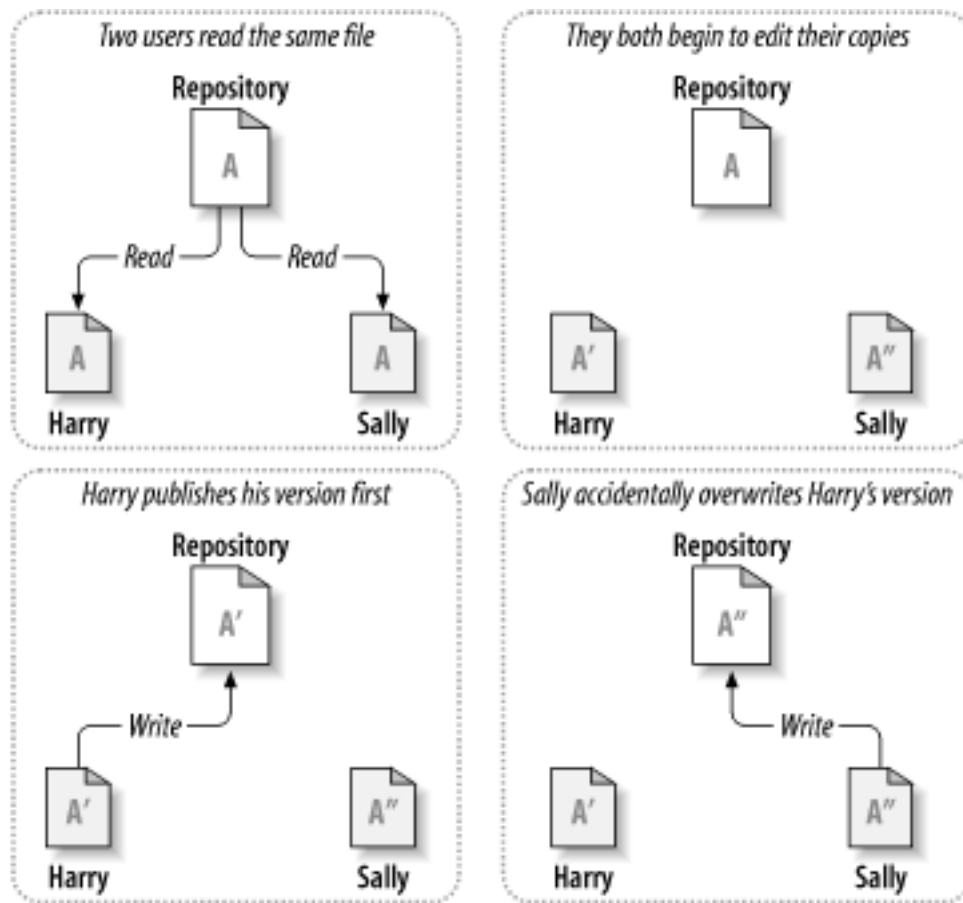 Two users read the same file
Repository
A
Read Read
A A
Harry Sally
They both begin to edit their copies
Repository
A
A′ A″
Harry Sally
Harry publishes his version first
Repository
A′
Write
A′ A″
Harry Sally
Sally accidentally overwrites Harry's version
Repository
A″
Write
A′ A″
Harry Sally